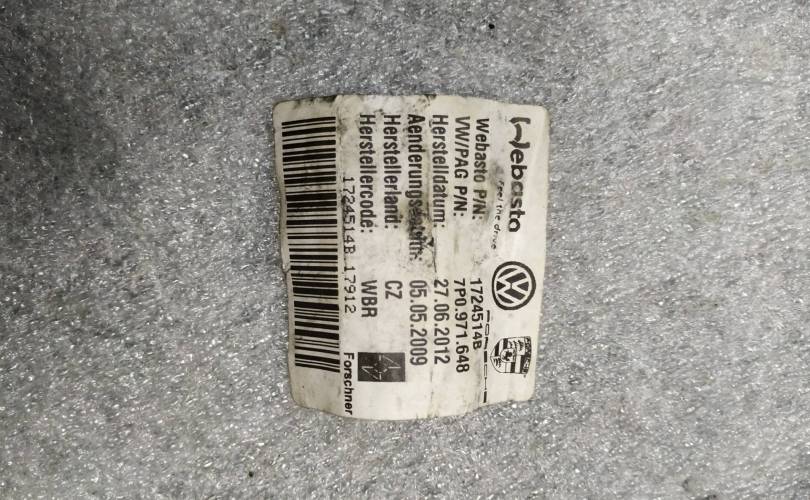 Webasto
Feel the drive
PORSCHE
Webasto P/N: 1724514B
VW/PAG P/N: 7P0.971.648
Herstelldatum: 27.06.2012
05.05.2009
Herstellerland: CZ
Herstellercode: WBR
1724514B 17912
Forschner